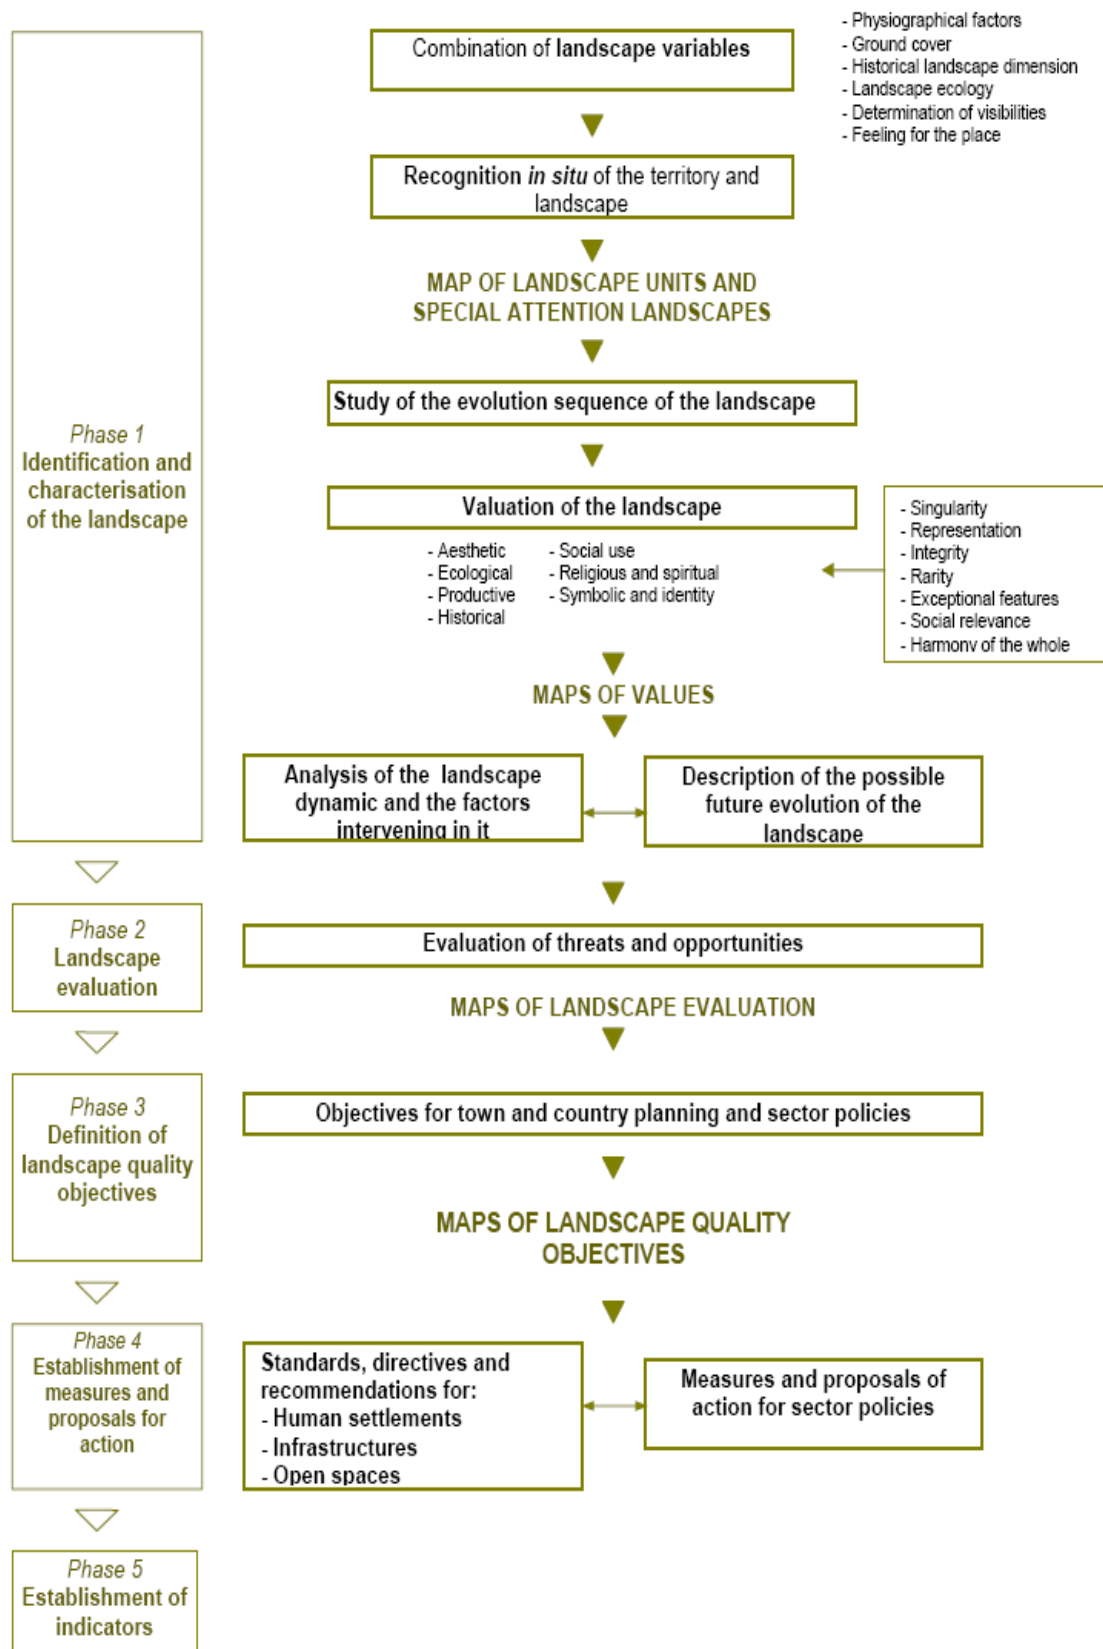 Combination of landscape variables
- Physiographical factors
- Ground cover
- Historical landscape dimension
- Landscape ecology
- Determination of visibilities
- Feeling for the place
Recognition in situ of the territory and
landscape
MAP OF LANDSCAPE UNITS AND
SPECIAL ATTENTION LANDSCAPES
Study of the evolution sequence of the landscape
Phase 1
Identification and
characterisation
of the landscape
Valuation of the landscape
- Aesthetic
- Ecological
- Productive
- Historical
- Social use
- Religious and spiritual
- Symbolic and identity
- Singularity
- Representation
- Integrity
- Rarity
- Exceptional features
- Social relevance
- Harmony of the whole
MAPS OF VALUES
Analysis of the landscape
dynamic and the factors
intervening in it
Description of the possible
future evolution of the
landscape
Phase 2
Landscape
evaluation
Evaluation of threats and opportunities
MAPS OF LANDSCAPE EVALUATION
Phase 3
Definition of
landscape quality
objectives
Objectives for town and country planning and sector policies
MAPS OF LANDSCAPE QUALITY
OBJECTIVES
Phase 4
Establishment of
measures and
proposals for
action
Standards, directives and
recommendations for:
- Human settlements
- Infrastructures
- Open spaces
Measures and proposals of
action for sector policies
Phase 5
Establishment of
indicators